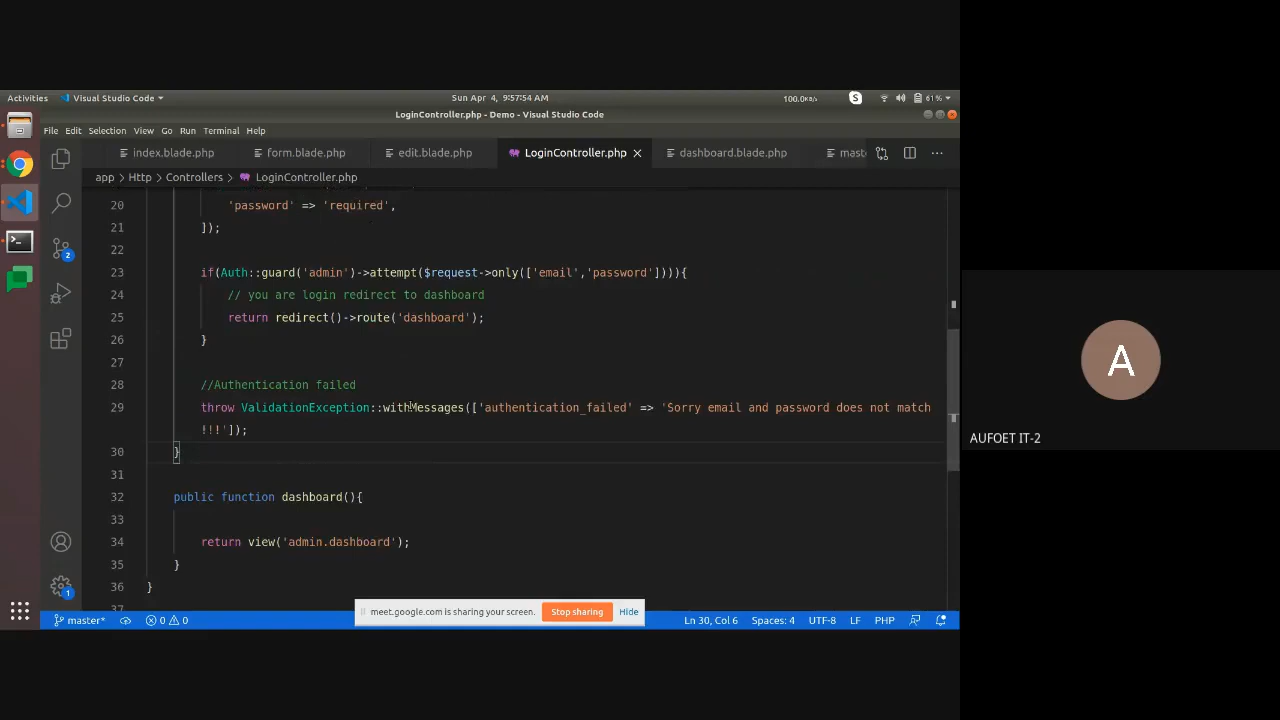 Activities
Visual Studio Code
Sun Apr 4, 9:57:54 AM
100.0KB/s
S
61%
LoginController.php - Demo - Visual Studio Code
File Edit Selection View Go Run Terminal Help
index.blade.php
form.blade.php
edit.blade.php
LoginController.php
dashboard.blade.php
mast
app > Http > Controllers > LoginController.php
20 'password' => 'required',
21 ]);
22
23 if(Auth::guard('admin')->attempt($request->only(['email','password']))){
24 // you are login redirect to dashboard
25 return redirect()->route('dashboard');
26 }
27
28 //Authentication failed
29 throw ValidationException::withMessages(['authentication_failed' => 'Sorry email and password does not match
!!!']);
30 }
31
32 public function dashboard(){
33
34 return view('admin.dashboard');
35 }
36 }
37
2
1
meet.google.com is sharing your screen.
Stop sharing
Hide
master*
0
0
Ln 30, Col 6
Spaces: 4
UTF-8
LF
PHP
A
AUFOET IT-2